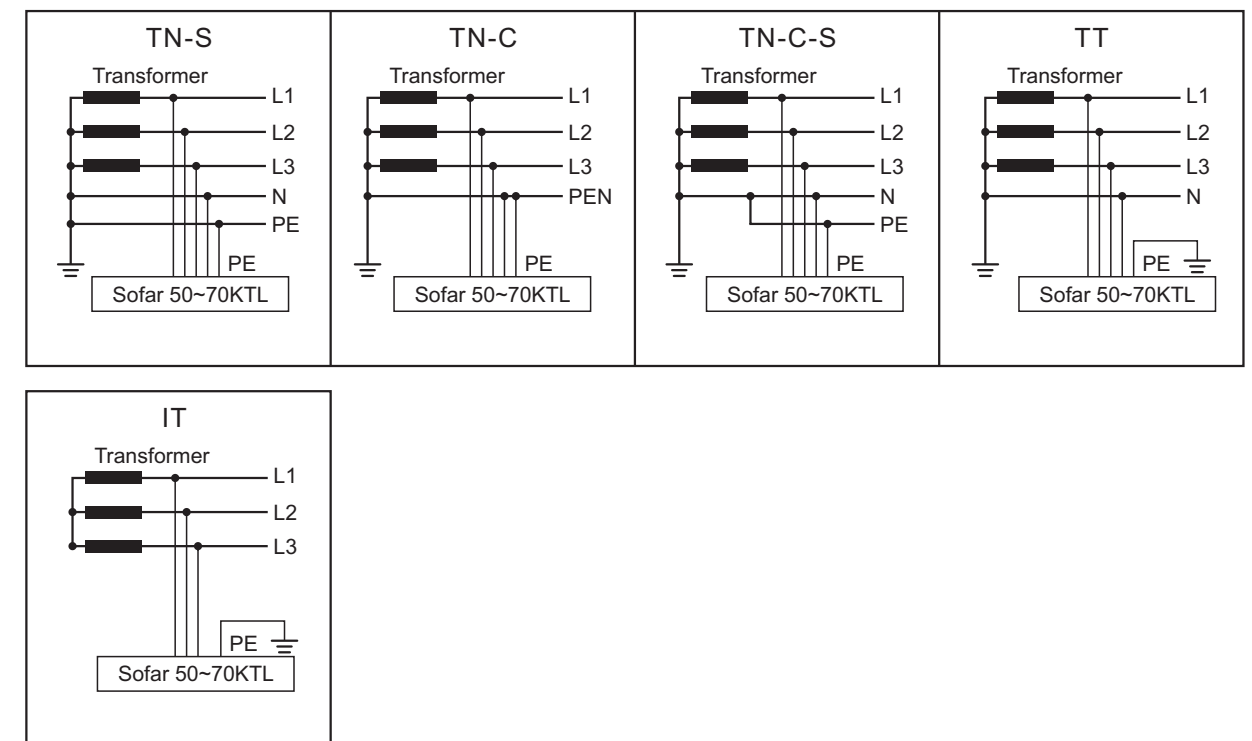 TN-S
Transformer
L1
L2
L3
N
PE
PE
Sofar 50~70KTL
TN-C
Transformer
L1
L2
L3
PEN
PE
Sofar 50~70KTL
TN-C-S
Transformer
L1
L2
L3
N
PE
PE
Sofar 50~70KTL
TT
Transformer
L1
L2
L3
N
PE
Sofar 50~70KTL
IT
Transformer
L1
L2
L3
PE
Sofar 50~70KTL